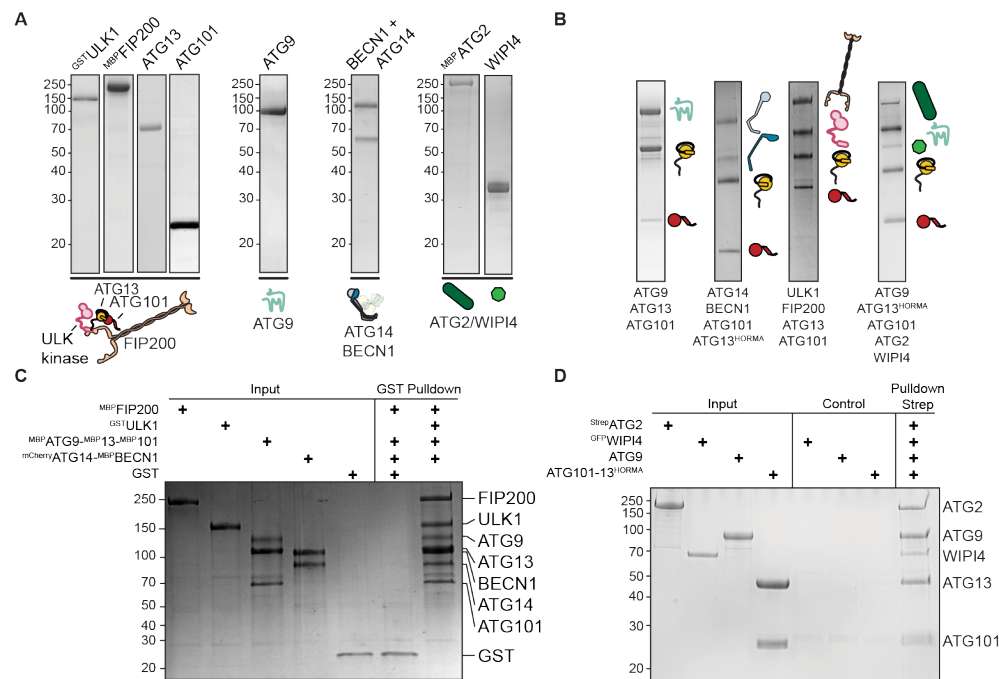 A
GSTULK1
MBPFIP200
ATG13
ATG101
ATG9
BECN1 +
ATG14
MBPATG2
WIPI4
250
150
100
70
50
30
20
250
150
100
70
50
30
20
250
150
100
70
50
30
20
250
150
100
70
50
30
20
ATG13
ATG101
ULK
kinase
FIP200
ATG9
ATG14
BECN1
ATG2/WIPI4
B
ATG9
ATG13
ATG101
ATG14
BECN1
ATG101
ATG13HORMA
ULK1
FIP200
ATG13
ATG101
ATG9
ATG13HORMA
ATG101
ATG2
WIPI4
C
Input
GST Pulldown
MBPFIP200 + + +
GSTULK1 + +
MBPATG9-MBP13-MBP101 + + +
mCherryATG14-MBPBECN1 + + +
GST + +
250
150
100
70
50
40
30
20
FIP200
ULK1
ATG9
ATG13
BECN1
ATG14
ATG101
GST
D
Input
Control
Pulldown
Strep
StrepATG2 + +
GFPWIPI4 + + +
ATG9 + + +
ATG101-13HORMA + + +
250
150
100
70
50
40
30
20
ATG2
ATG9
WIPI4
ATG13
ATG101